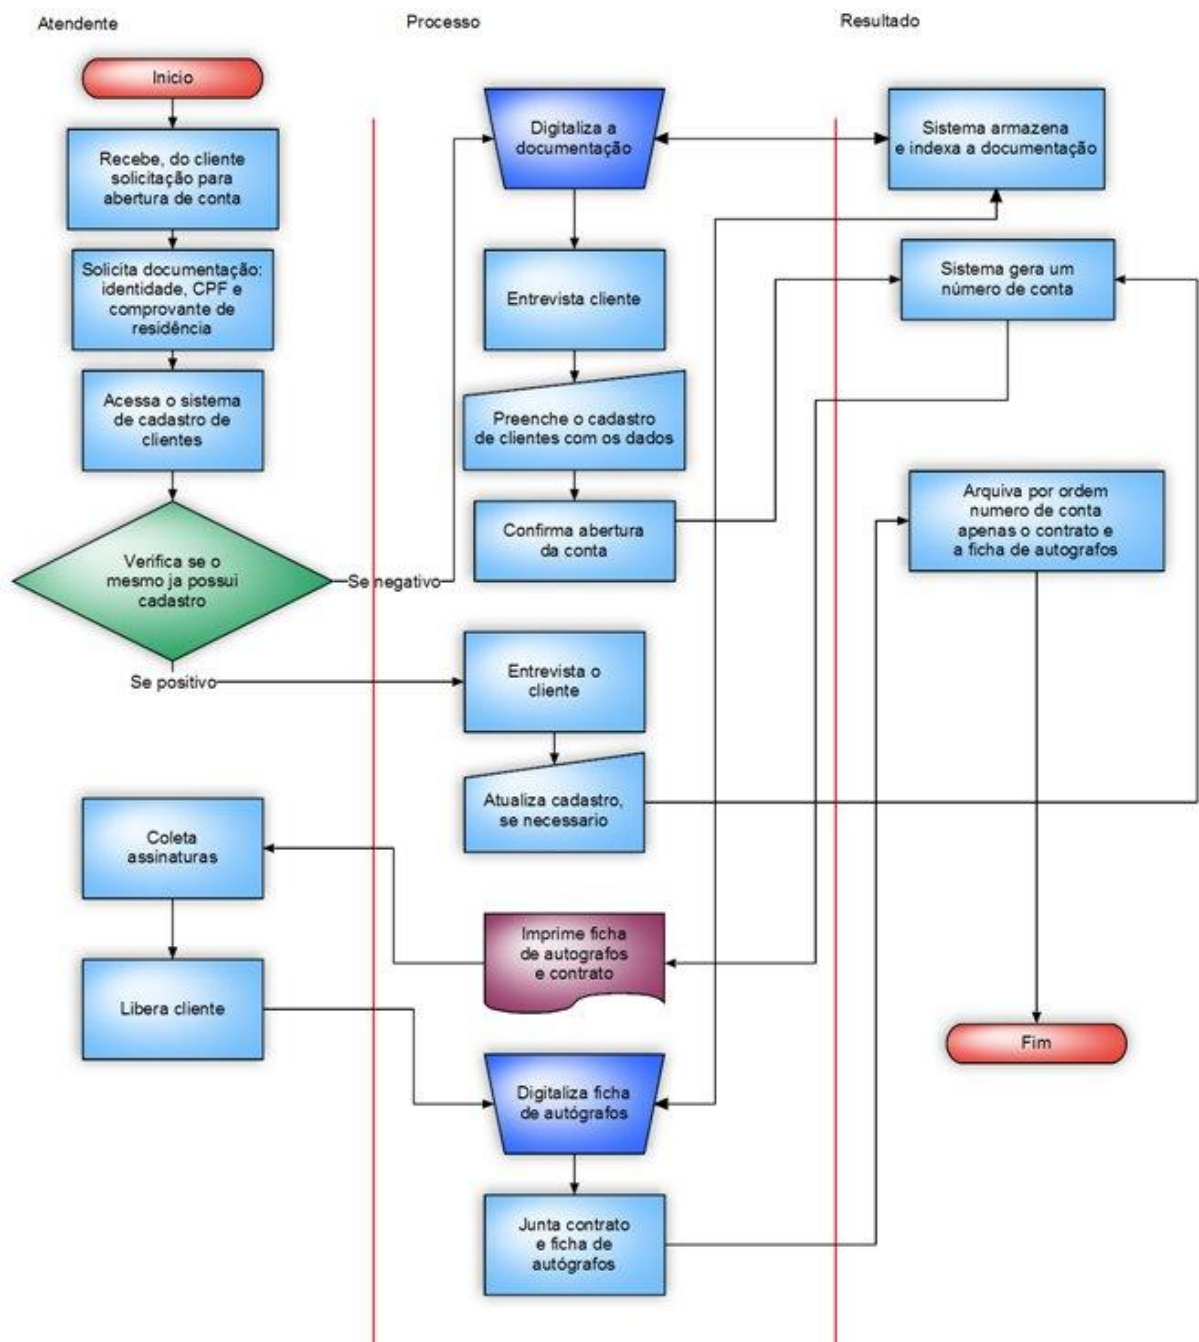 Atendente
Processo
Resultado
Inicio
Recebe, do cliente
solicitação para
abertura de conta
Solicita documentação:
identidade, CPF e
comprovante de
residência
Acessa o sistema
de cadastro de
clientes
Verifica se o
mesmo ja possui
cadastro
Se negativo
Se positivo
Digitaliza a
documentação
Sistema armazena
e indexa a documentação
Entrevista cliente
Preenche o cadastro
de clientes com os dados
Confirma abertura
da conta
Sistema gera um
número de conta
Entrevista o
cliente
Atualiza cadastro,
se necessario
Imprime ficha
de autografos
e contrato
Coleta
assinaturas
Libera cliente
Digitaliza ficha
de autógrafos
Junta contrato
e ficha de
autógrafos
Arquiva por ordem
numero de conta
apenas o contrato e
a ficha de autografos
Fim